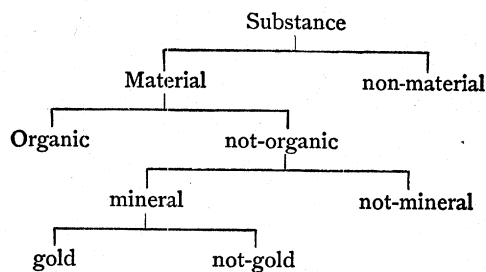 Substance
Material non-material
Organic not-organic
mineral not-mineral
gold not-gold